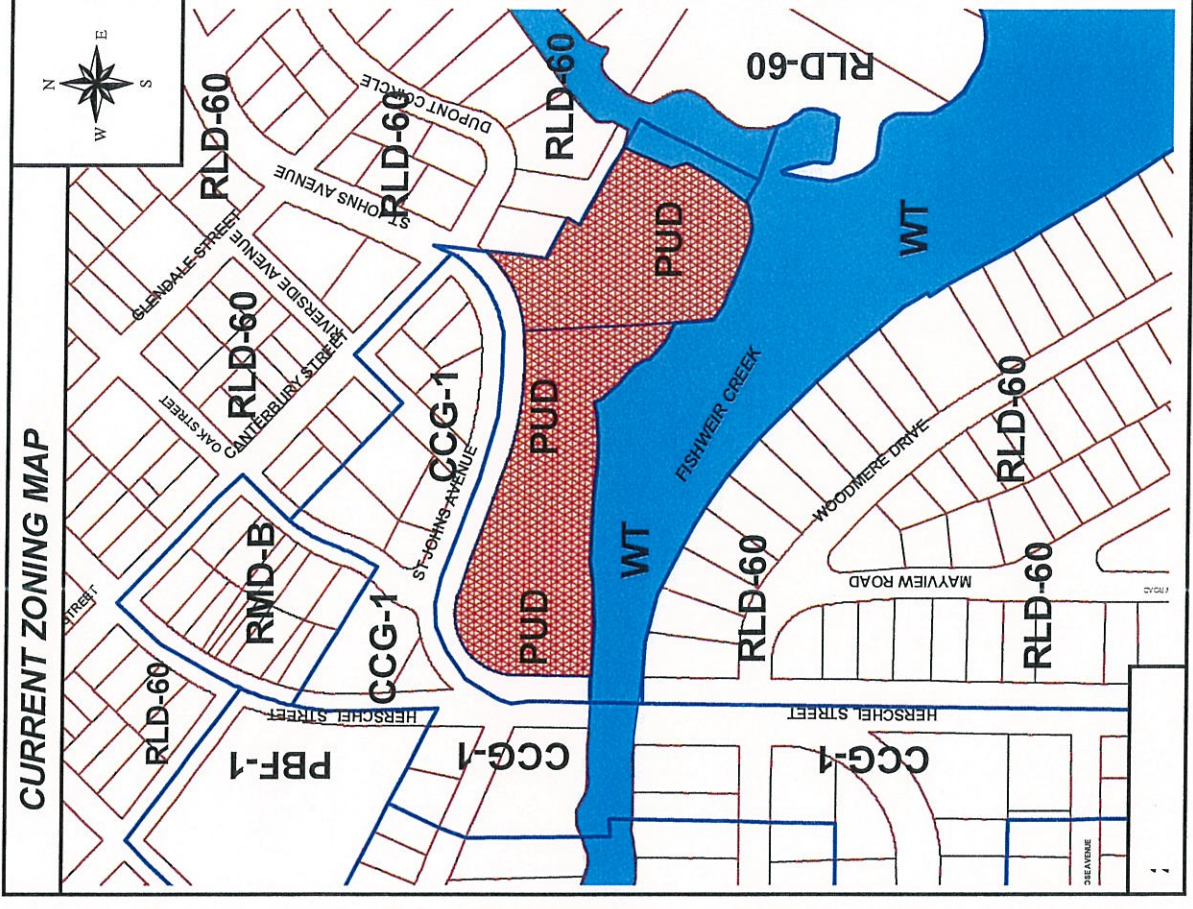 CURRENT ZONING MAP
N
E
S
W
STREET
RLD-60
GLENDALE STREET
RIVERSIDE AVENUE
ST JOHNS AVENUE
DUPONT COIRCLE
RLD-60
RLD-60
OAK STREET
CANTERBURY STREET
RLD-60
RMD-B
RLD-60
HERSCHEL STREET
PBF-1
CCG-1
CCG-1
ST JOHNS AVENUE
CCG-1
PUD
PUD
PUD
RLD-60
WT
FISHWEIR CREEK
WT
RLD-60
WOODMERE DRIVE
RLD-60
MAYVIEW ROAD
RLD-60
HERSCHEL STREET
CCG-1
OSE AVENUE